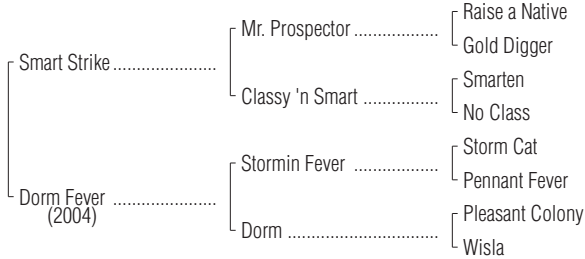 Raise a Native
Mr. Prospector ....................
Gold Digger
Smart Strike ........................
Smarten
Classy 'n Smart ..................
No Class
Storm Cat
Stormin Fever ....................
Pennant Fever
Dorm Fever ........................
(2004)
Pleasant Colony
Dorm ....................................
Wisla